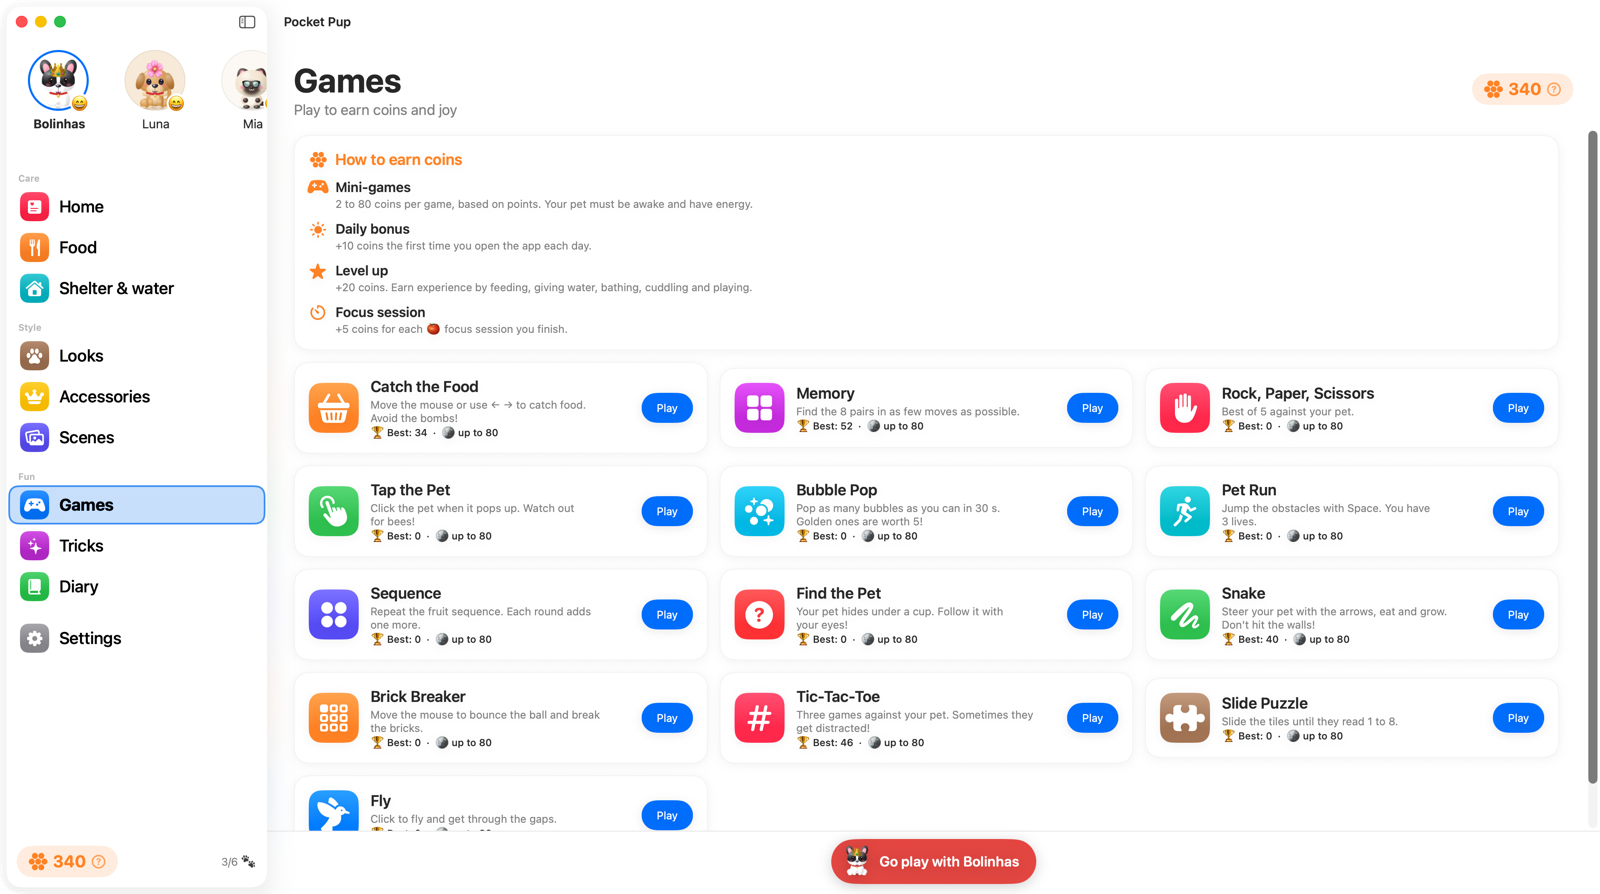 Pocket Pup
Bolinhas
Luna
Mia
Care
Home
Food
Shelter & water
Style
Looks
Accessories
Scenes
Fun
Games
Tricks
Diary
Settings
340
3/6
Games
Play to earn coins and joy
340
How to earn coins
Mini-games
2 to 80 coins per game, based on points. Your pet must be awake and have energy.
Daily bonus
+10 coins the first time you open the app each day.
Level up
+20 coins. Earn experience by feeding, giving water, bathing, cuddling and playing.
Focus session
+5 coins for each 🍅 focus session you finish.
Catch the Food
Move the mouse or use ← → to catch food.
Avoid the bombs!
🏆 Best: 34 · up to 80
Play
Memory
Find the 8 pairs in as few moves as possible.
🏆 Best: 52 · up to 80
Play
Rock, Paper, Scissors
Best of 5 against your pet.
🏆 Best: 0 · up to 80
Play
Tap the Pet
Click the pet when it pops up. Watch out
for bees!
🏆 Best: 0 · up to 80
Play
Bubble Pop
Pop as many bubbles as you can in 30 s.
Golden ones are worth 5!
🏆 Best: 0 · up to 80
Play
Pet Run
Jump the obstacles with Space. You have
3 lives.
🏆 Best: 0 · up to 80
Play
Sequence
Repeat the fruit sequence. Each round adds
one more.
🏆 Best: 0 · up to 80
Play
Find the Pet
Your pet hides under a cup. Follow it with
your eyes!
🏆 Best: 0 · up to 80
Play
Snake
Steer your pet with the arrows, eat and grow.
Don't hit the walls!
🏆 Best: 40 · up to 80
Play
Brick Breaker
Move the mouse to bounce the ball and break
the bricks.
🏆 Best: 0 · up to 80
Play
Tic-Tac-Toe
Three games against your pet. Sometimes they
get distracted!
🏆 Best: 46 · up to 80
Play
Slide Puzzle
Slide the tiles until they read 1 to 8.
🏆 Best: 0 · up to 80
Play
Fly
Click to fly and get through the gaps.
Play
Go play with Bolinhas